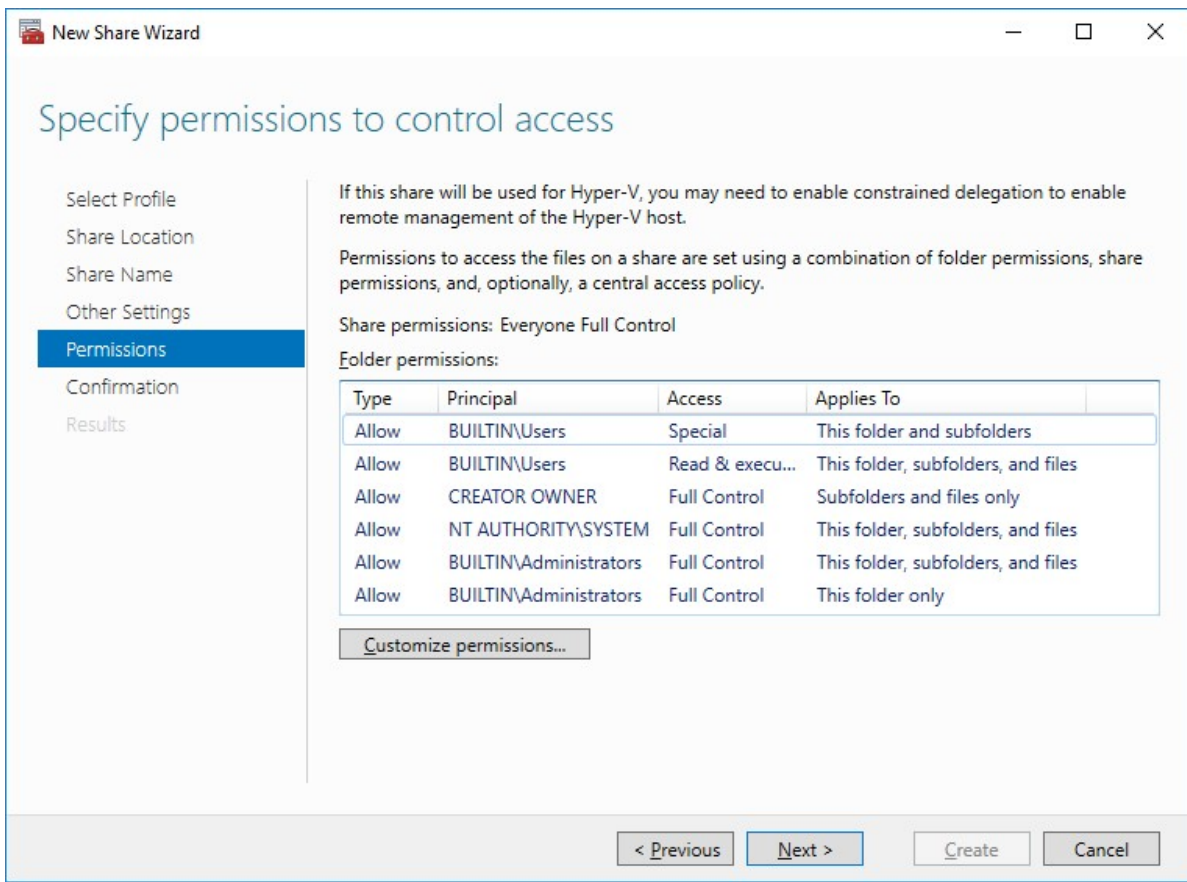 New Share Wizard
Specify permissions to control access
Select Profile
Share Location
Share Name
Other Settings
Permissions
Confirmation
Results
If this share will be used for Hyper-V, you may need to enable constrained delegation to enable
remote management of the Hyper-V host.
Permissions to access the files on a share are set using a combination of folder permissions, share
permissions, and, optionally, a central access policy.
Share permissions: Everyone Full Control
Folder permissions:
Type Principal Access Applies To
Allow BUILTIN\Users Special This folder and subfolders
Allow BUILTIN\Users Read & execu... This folder, subfolders, and files
Allow CREATOR OWNER Full Control Subfolders and files only
Allow NT AUTHORITY\SYSTEM Full Control This folder, subfolders, and files
Allow BUILTIN\Administrators Full Control This folder, subfolders, and files
Allow BUILTIN\Administrators Full Control This folder only
Customize permissions...
< Previous Next > Create Cancel